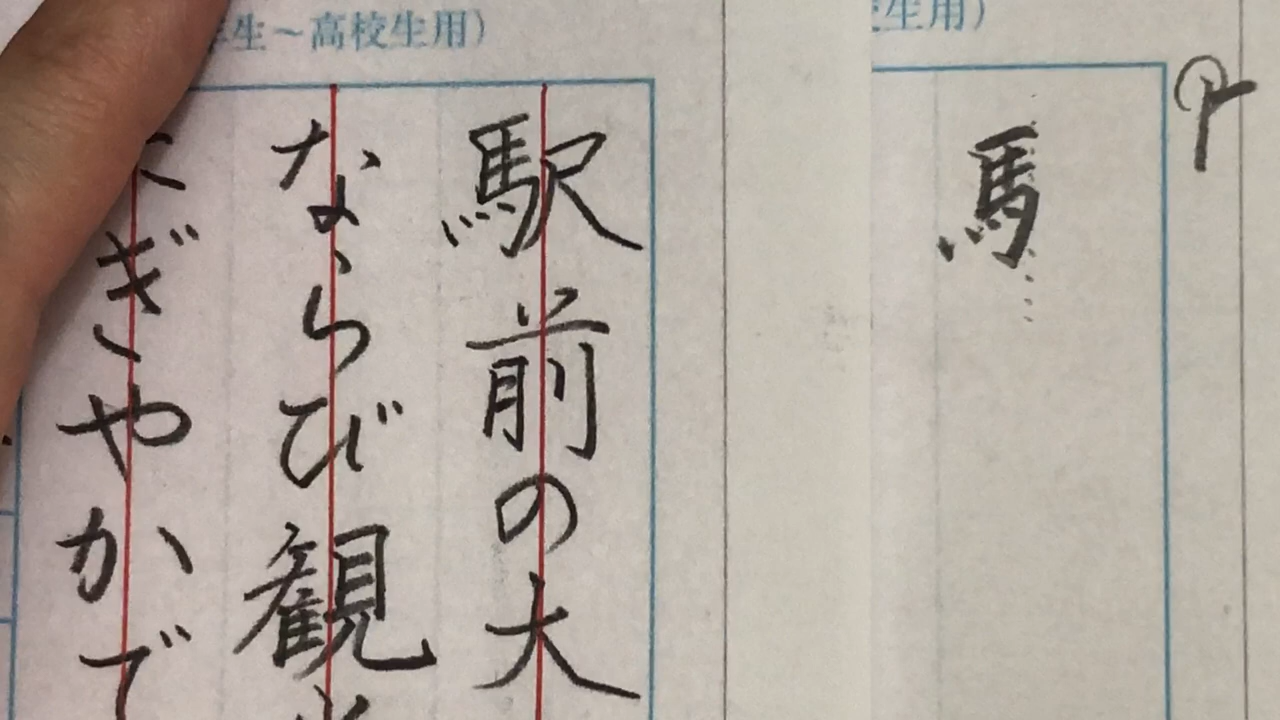 生～高校生用）
駅前の大
ならび観
ぎやかで
生用）
馬